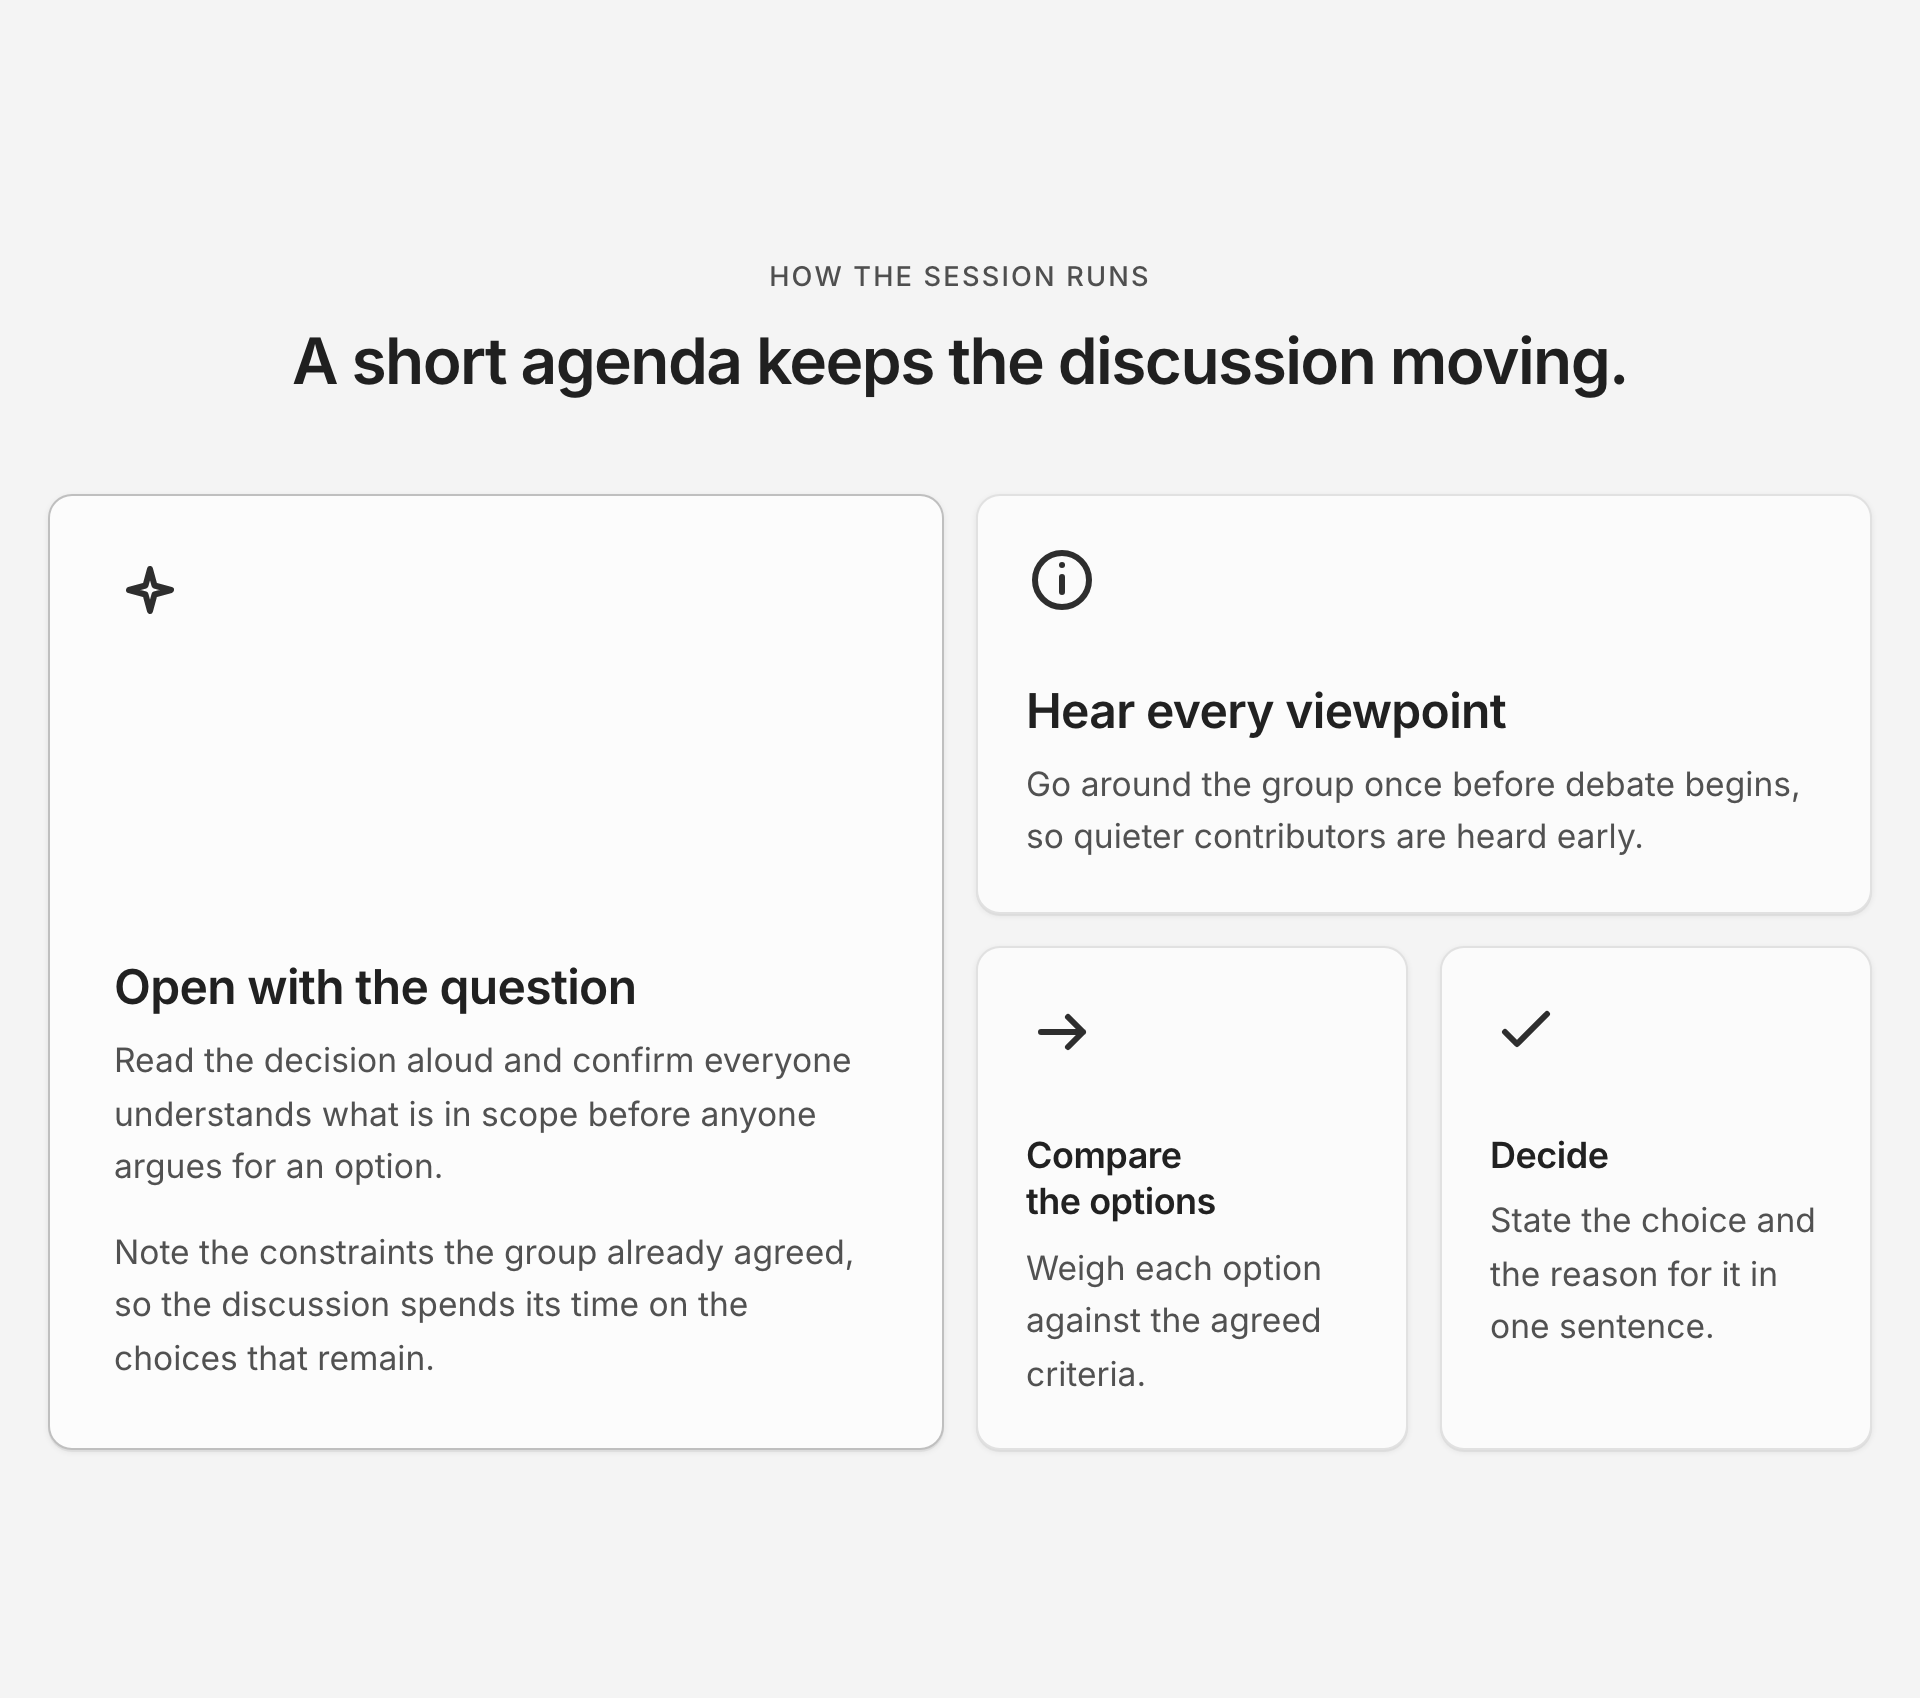 HOW THE SESSION RUNS
A short agenda keeps the discussion moving.
Open with the question
Read the decision aloud and confirm everyone
understands what is in scope before anyone
argues for an option.
Note the constraints the group already agreed,
so the discussion spends its time on the
choices that remain.
Hear every viewpoint
Go around the group once before debate begins,
so quieter contributors are heard early.
Compare
the options
Weigh each option
against the agreed
criteria.
Decide
State the choice and
the reason for it in
one sentence.